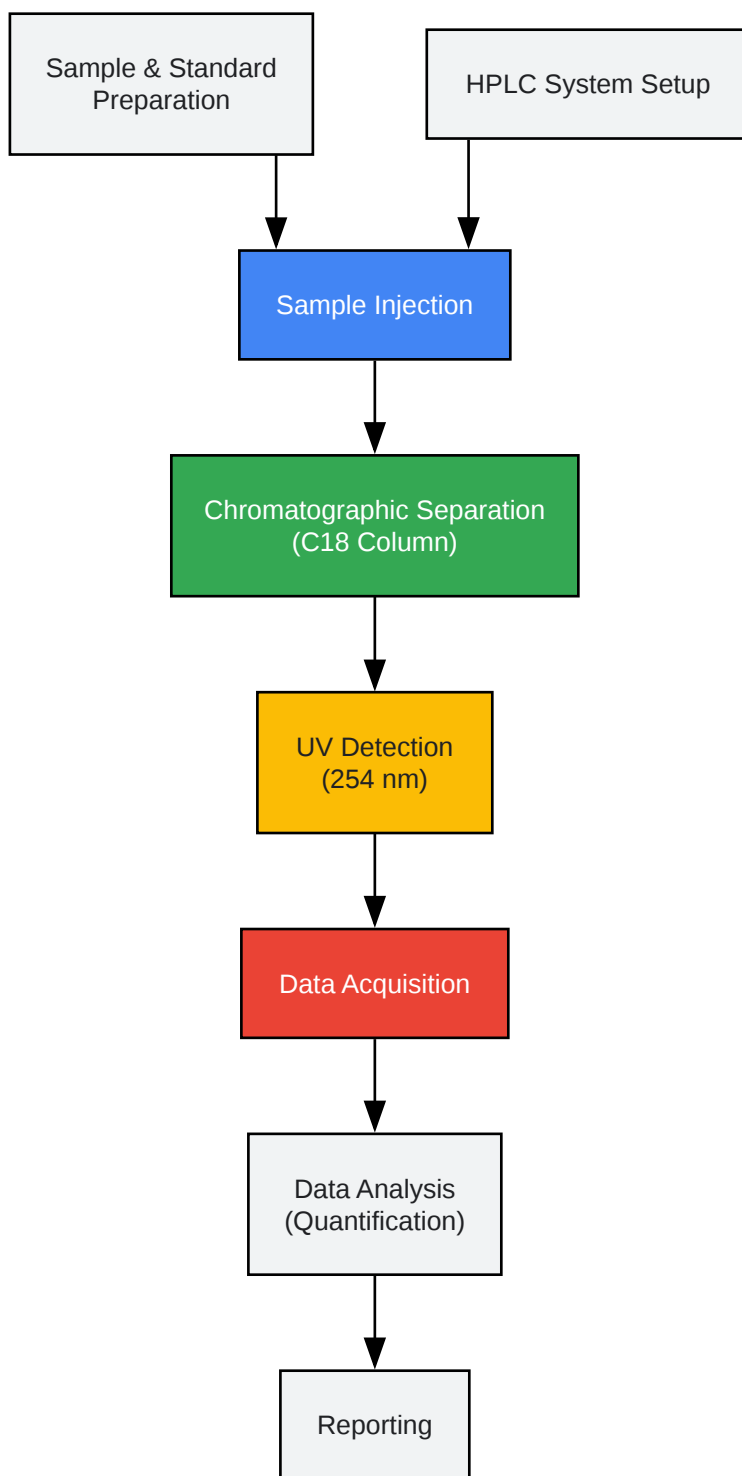 Sample & Standard
Preparation
HPLC System Setup
Sample Injection
Chromatographic Separation
(C18 Column)
UV Detection
(254 nm)
Data Acquisition
Data Analysis
(Quantification)
Reporting